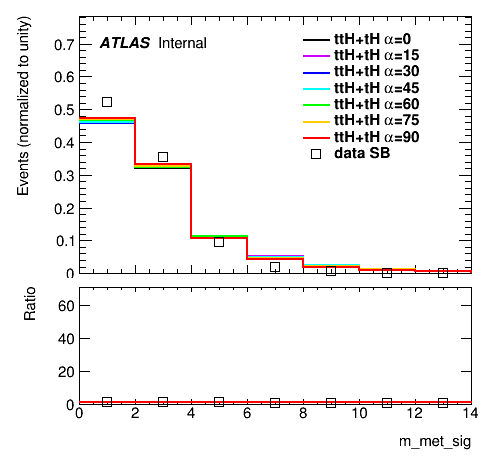 Events (normalized to unity)
0.7
0.6
0.5
0.4
0.3
0.2
0.1
0
ATLAS Internal
ttH+tH α=0
ttH+tH α=15
ttH+tH α=30
ttH+tH α=45
ttH+tH α=60
ttH+tH α=75
ttH+tH α=90
data SB
Ratio
60
40
20
0
0 2 4 6 8 10 12 14
m_met_sig